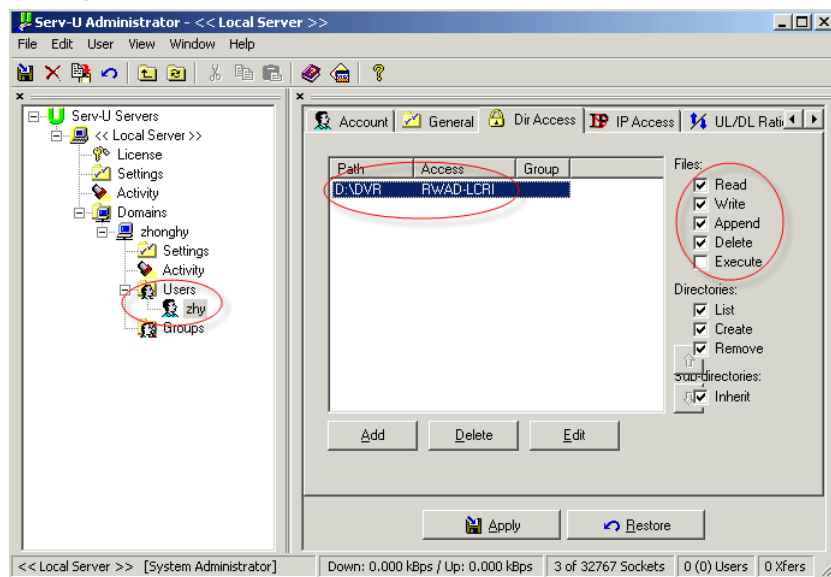 Serv-U Administrator - << Local Server >>
File Edit User View Window Help
Serv-U Servers
<< Local Server >>
License
Settings
Activity
Domains
zhonghy
Settings
Activity
Users
zhy
Groups
Account General Dir Access IP Access UL/DL Rati
Path Access Group
D:\DVR RWAD-LCRI
Files:
Read
Write
Append
Delete
Execute
Directories:
List
Create
Remove
Sub-directories:
Inherit
Add Delete Edit
Apply Restore
<< Local Server >> [System Administrator] Down: 0.000 kBps / Up: 0.000 kBps 3 of 32767 Sockets 0 (0) Users 0 Xfers